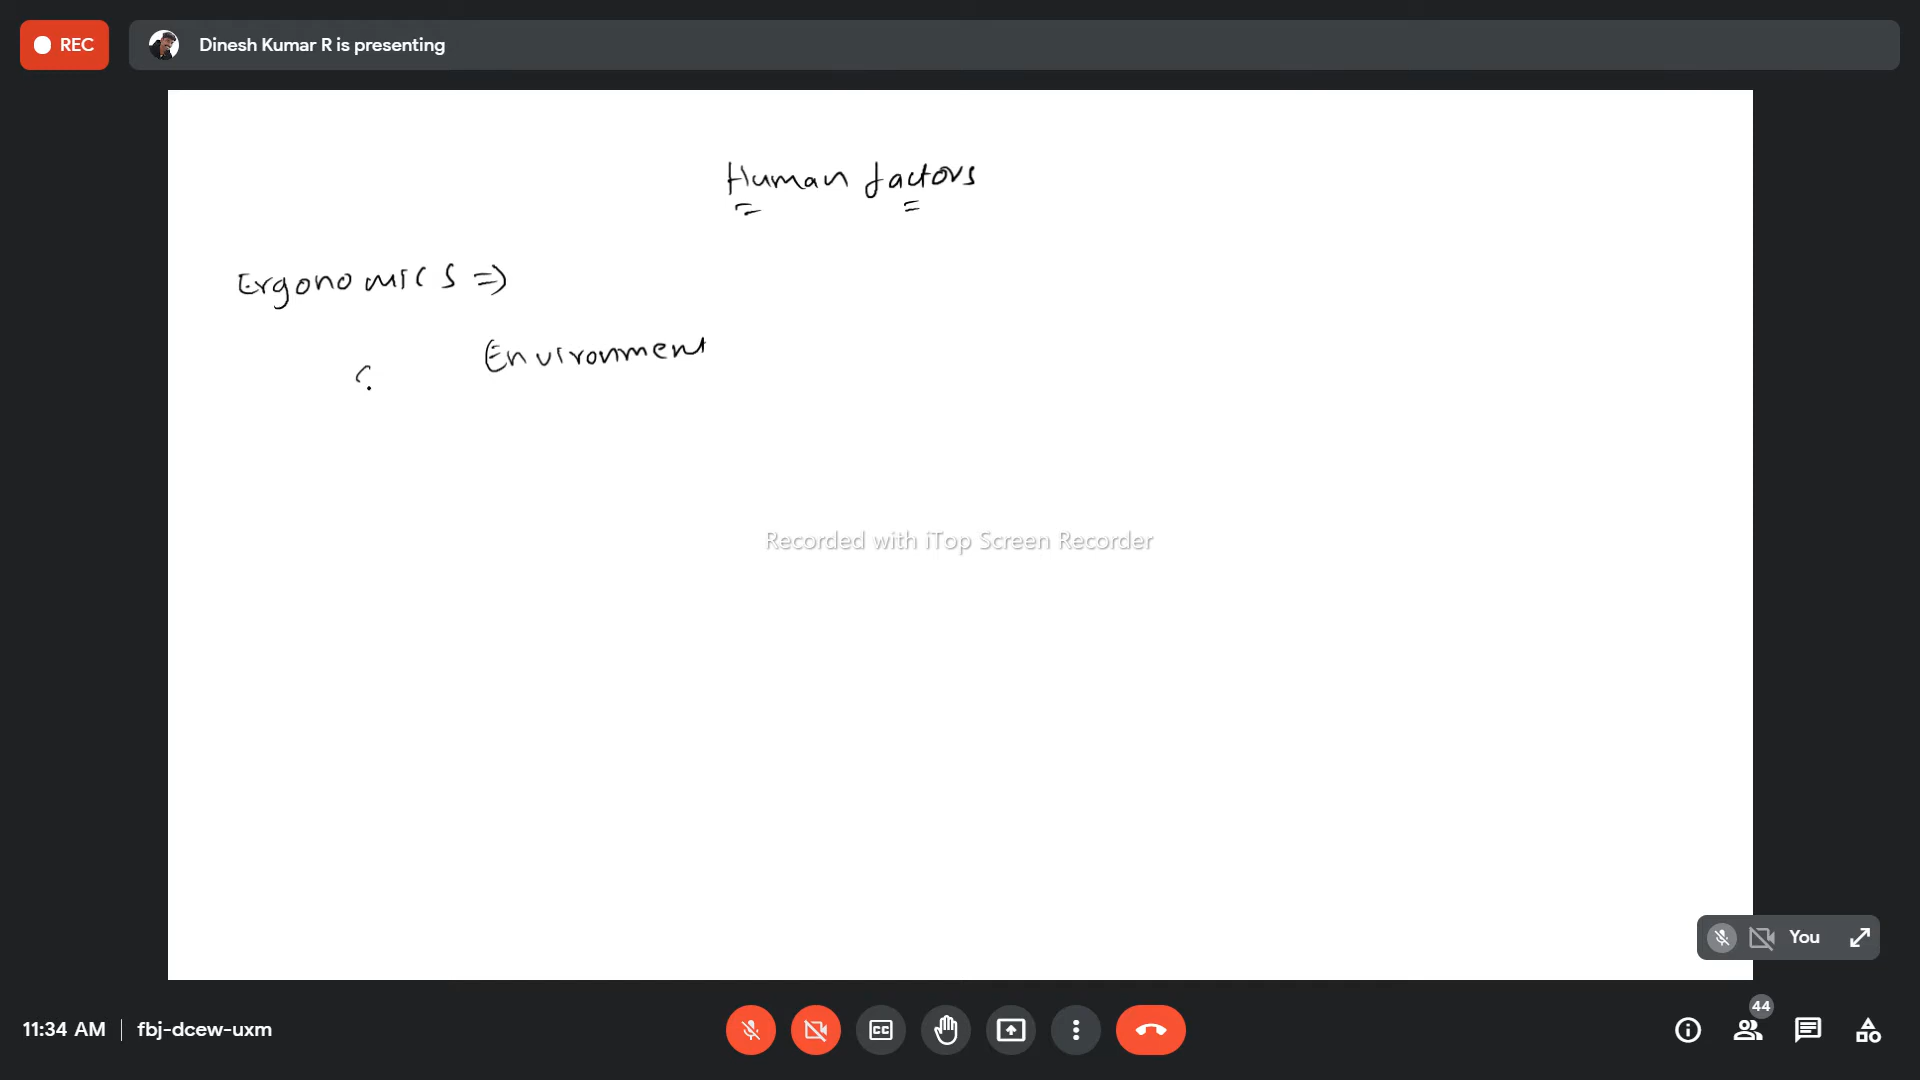 REC
Dinesh Kumar R is presenting
Human factors
Ergonomics ⇒
Environment
Recorded with iTop Screen Recorder
You
44
11:34 AM | fbj-dcew-uxm
CC